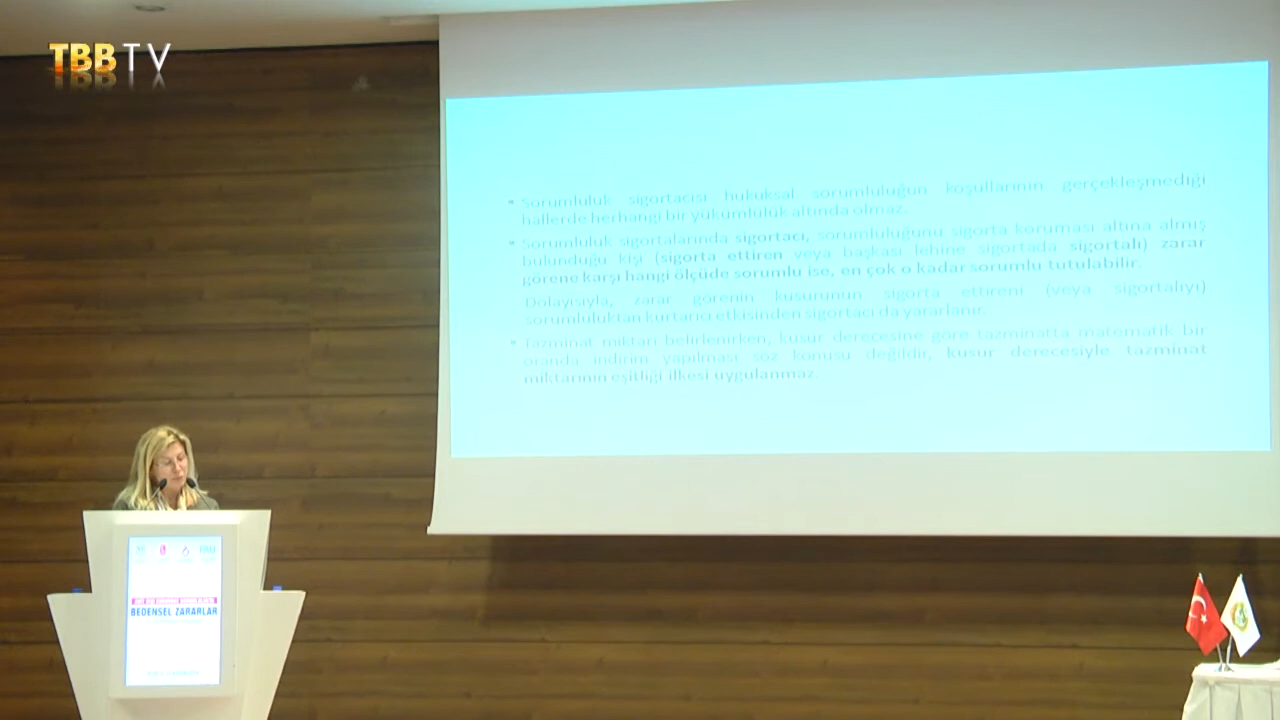 TBB TV
▪ Sorumluluk sigortacısı hukuksal sorumluluğun koşullarının gerçekleşmediği
hallerde herhangi bir yükümlülük altında olmaz.
▪ Sorumluluk sigortalarında sigortacı, sorumluluğunu sigorta koruması altına almış
bulunduğu kişi (sigorta ettiren veya başkası lehine sigortada sigortalı) zarar
görene karşı hangi ölçüde sorumlu ise, en çok o kadar sorumlu tutulabilir.
Dolayısıyla, zarar görenin kusurunun sigorta ettireni (veya sigortalıyı)
sorumluluktan kurtarıcı etkisinden sigortacı da yararlanır.
▪ Tazminat miktarı belirlenirken, kusur derecesine göre tazminatta matematik bir
oranda indirim yapılması söz konusu değildir, kusur derecesiyle tazminat
miktarının eşitliği ilkesi uygulanmaz.
BEDENSEL ZARARLAR